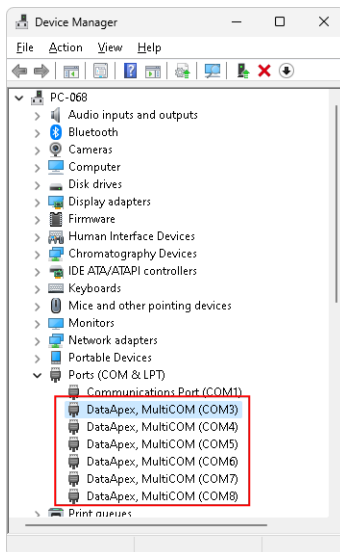 Device Manager
File Action View Help
PC-068
Audio inputs and outputs
Bluetooth
Cameras
Computer
Disk drives
Display adapters
Firmware
Human Interface Devices
Chromatography Devices
IDE ATA/ATAPI controllers
Keyboards
Mice and other pointing devices
Monitors
Network adapters
Portable Devices
Ports (COM & LPT)
Communications Port (COM1)
DataApex, MultiCOM (COM3)
DataApex, MultiCOM (COM4)
DataApex, MultiCOM (COM5)
DataApex, MultiCOM (COM6)
DataApex, MultiCOM (COM7)
DataApex, MultiCOM (COM8)
Print queues